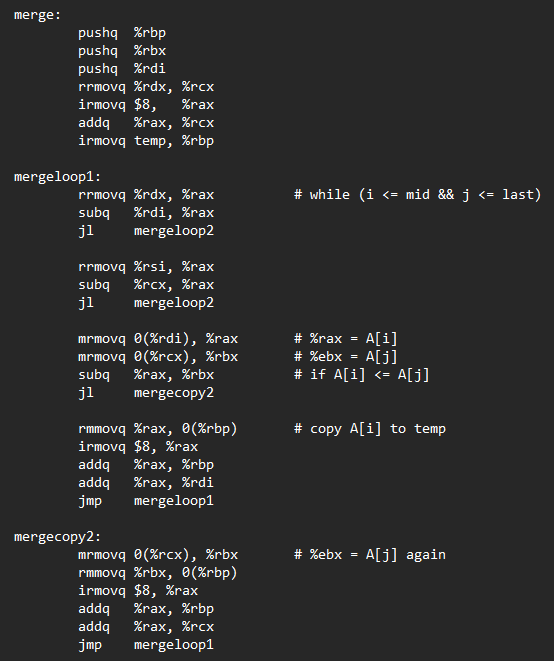 merge:
        pushq  %rbp
        pushq  %rbx
        pushq  %rdi
        rrmovq %rdx, %rcx
        irmovq $8,   %rax
        addq   %rax, %rcx
        irmovq temp, %rbp

mergeloop1:
        rrmovq %rdx, %rax          # while (i <= mid && j <= last)
        subq   %rdi, %rax
        jl     mergeloop2

        rrmovq %rsi, %rax
        subq   %rcx, %rax
        jl     mergeloop2

        mrmovq 0(%rdi), %rax       # %rax = A[i]
        mrmovq 0(%rcx), %rbx       # %ebx = A[j]
        subq   %rax, %rbx          # if A[i] <= A[j]
        jl     mergecopy2

        rmmovq %rax, 0(%rbp)       # copy A[i] to temp
        irmovq $8, %rax
        addq   %rax, %rbp
        addq   %rax, %rdi
        jmp    mergeloop1

mergecopy2:
        mrmovq 0(%rcx), %rbx       # %ebx = A[j] again
        rmmovq %rbx, 0(%rbp)
        irmovq $8, %rax
        addq   %rax, %rbp
        addq   %rax, %rcx
        jmp    mergeloop1